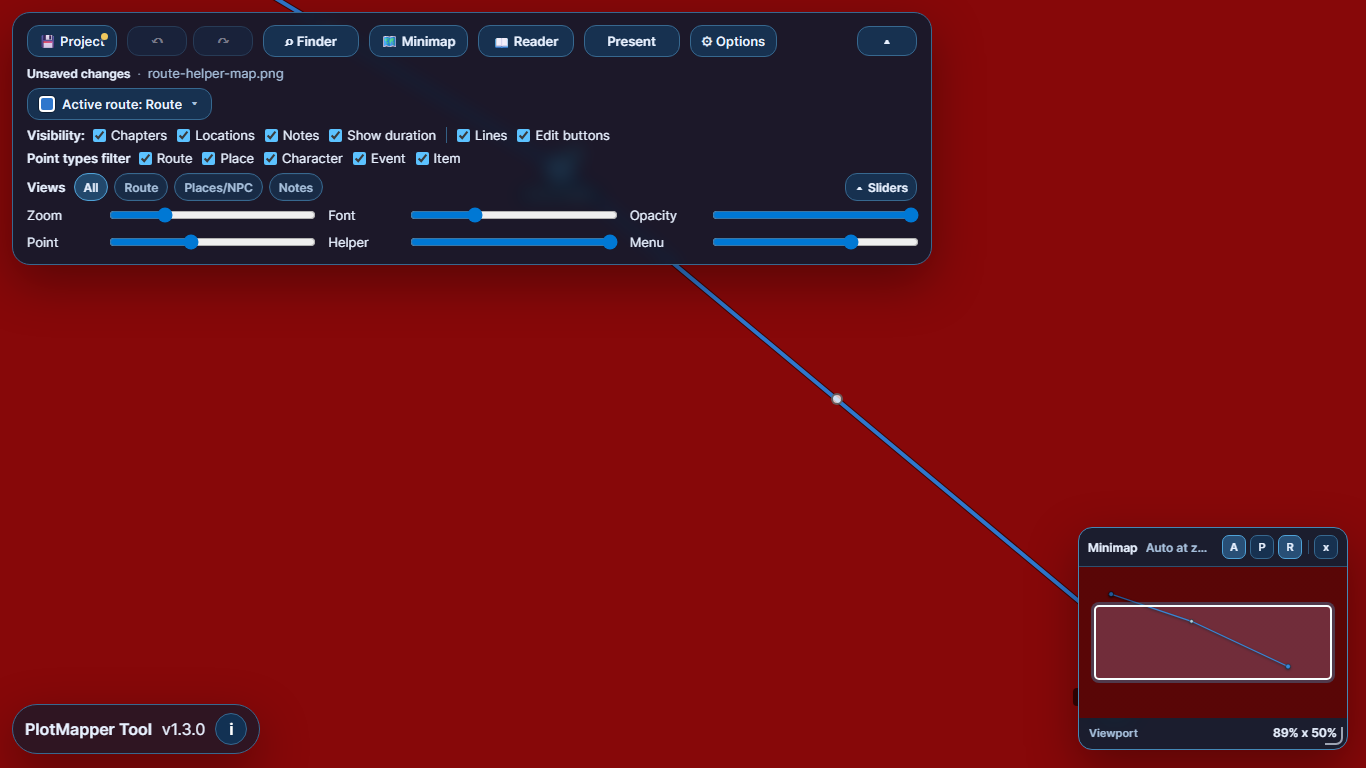 Project Finder Minimap Reader Present Options
Unsaved changes · route-helper-map.png
Active route: Route
Visibility: Chapters Locations Notes Show duration Lines Edit buttons
Point types filter Route Place Character Event Item
Views All Route Places/NPC Notes Sliders
Zoom Font Opacity
Point Helper Menu
Minimap Auto at z... A P R x
Viewport 89% x 50%
PlotMapper Tool v1.3.0 i